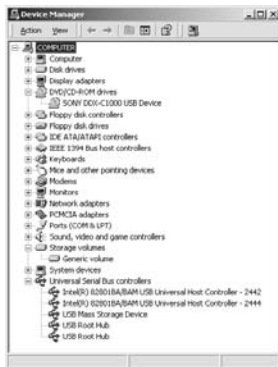 Device Manager
Action View
COMPUTER
Computer
Disk drives
Display adapters
DVD/CD-ROM drives
SONY DDX-C1000 USB Device
Floppy disk controllers
Floppy disk drives
IDE ATA/ATAPI controllers
IEEE 1394 Bus host controllers
Keyboards
Mice and other pointing devices
Modems
Monitors
Network adapters
PCMCIA adapters
Ports (COM & LPT)
Sound, video and game controllers
Storage volumes
Generic volume
System devices
Universal Serial Bus controllers
Intel(R) 82801BA/BAM USB Universal Host Controller - 2442
Intel(R) 82801BA/BAM USB Universal Host Controller - 2444
USB Mass Storage Device
USB Root Hub
USB Root Hub